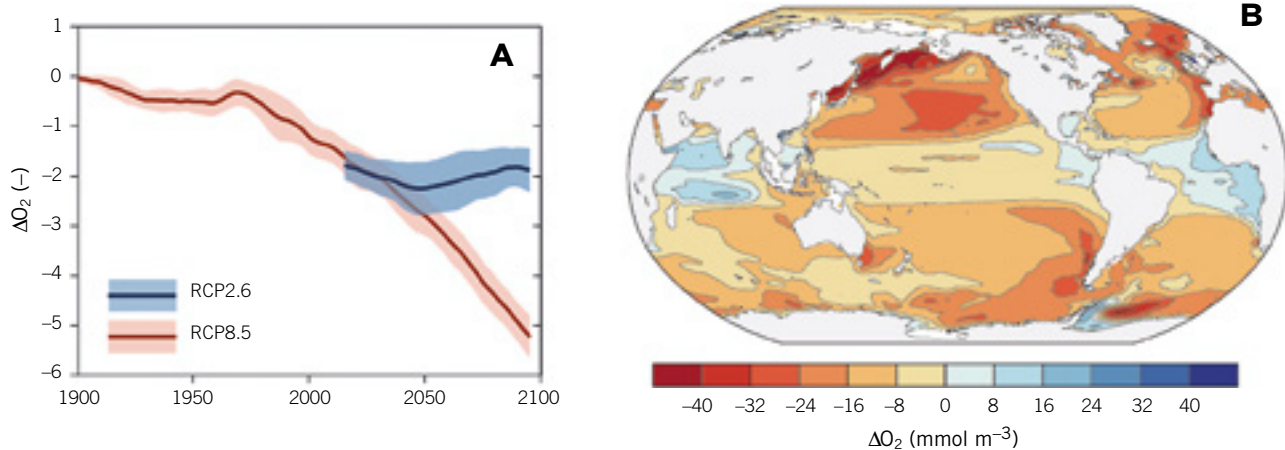 A
1
0
−1
−2
−3
−4
−5
−6
ΔO₂ (−)
RCP2.6
RCP8.5
1900 1950 2000 2050 2100
B
−40 −32 −24 −16 −8 0 8 16 24 32 40
ΔO₂ (mmol m⁻³)